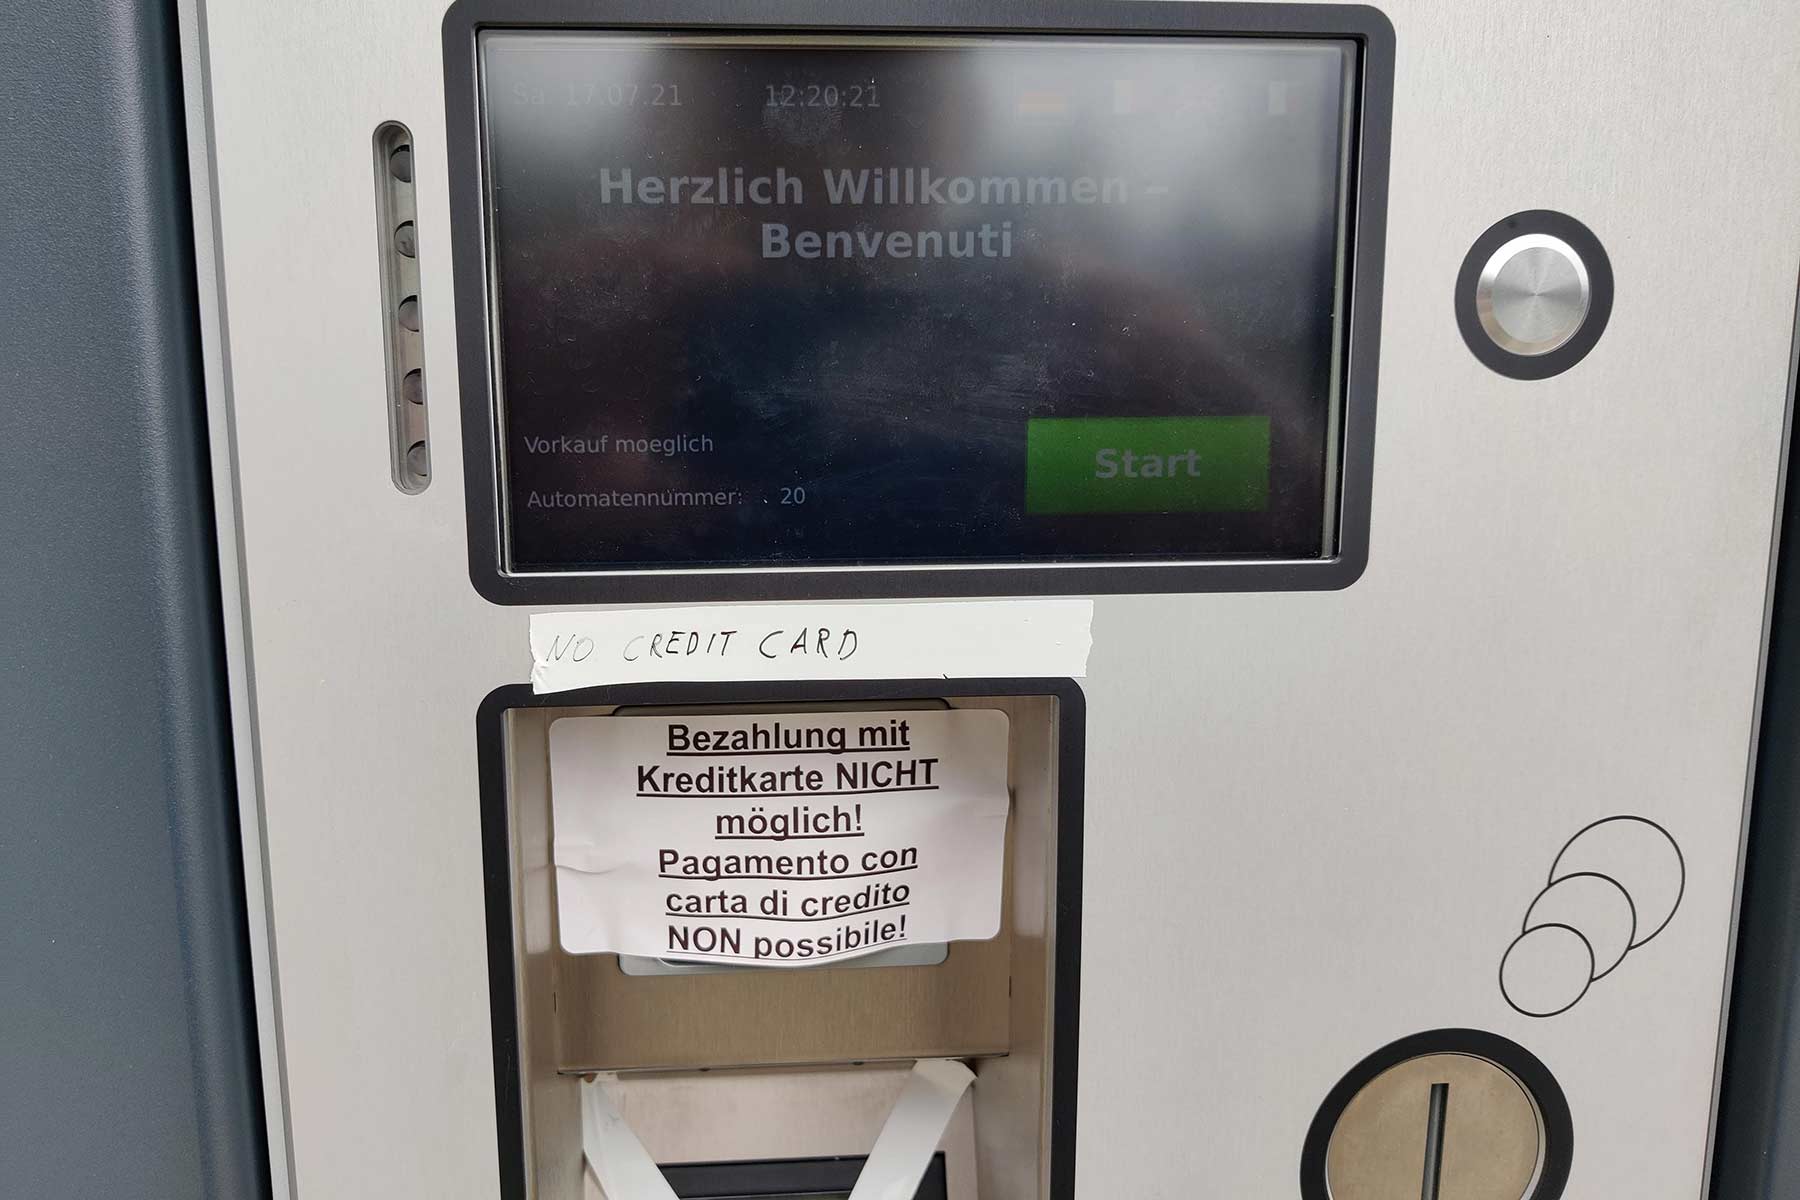 Sa 17.07.21 12:20:21
Herzlich Willkommen –
Benvenuti
Vorkauf moeglich
Automatennummer: 20
Start
NO CREDIT CARD
Bezahlung mit
Kreditkarte NICHT
möglich!
Pagamento con
carta di credito
NON possibile!